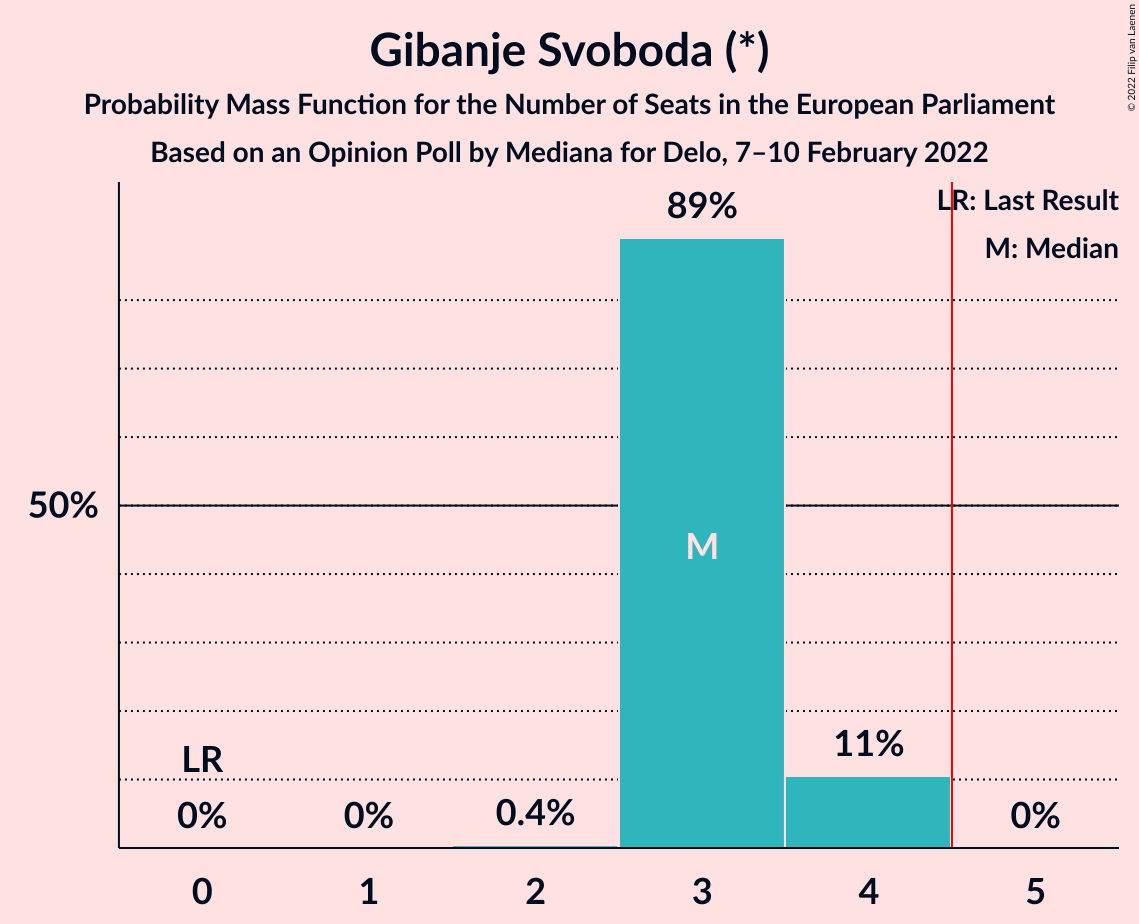 Gibanje Svoboda (*)
Probability Mass Function for the Number of Seats in the European Parliament
Based on an Opinion Poll by Mediana for Delo, 7–10 February 2022
© 2022 Filip van Laenen
LR: Last Result
M: Median
89%
50%
M
LR
11%
0%
0%
0.4%
0%
0
1
2
3
4
5